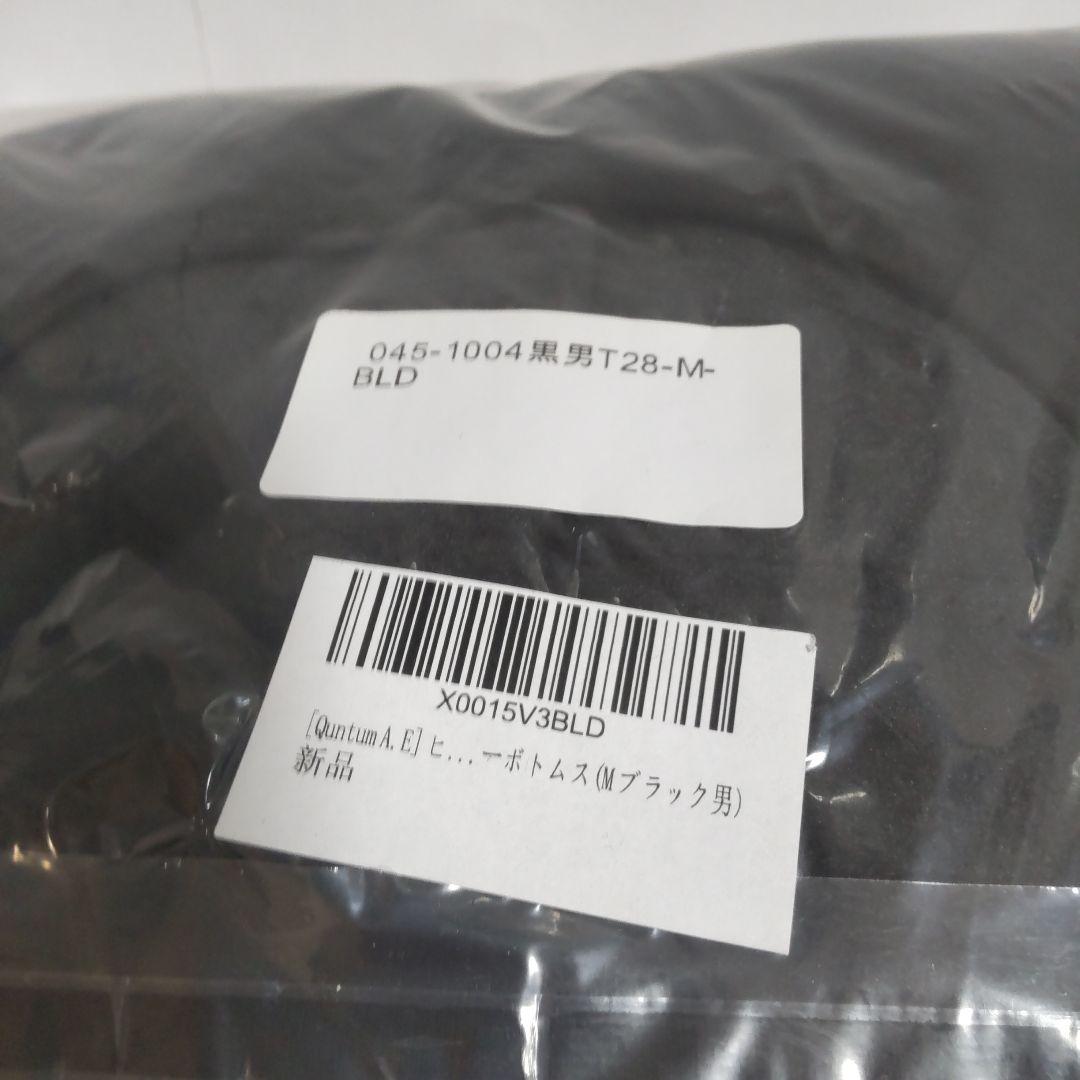 045-1004黒男T28-M-
BLD
X0015V3BLD
[Quntum A.E] ヒ...ーボトムス(Mブラック男)
新品